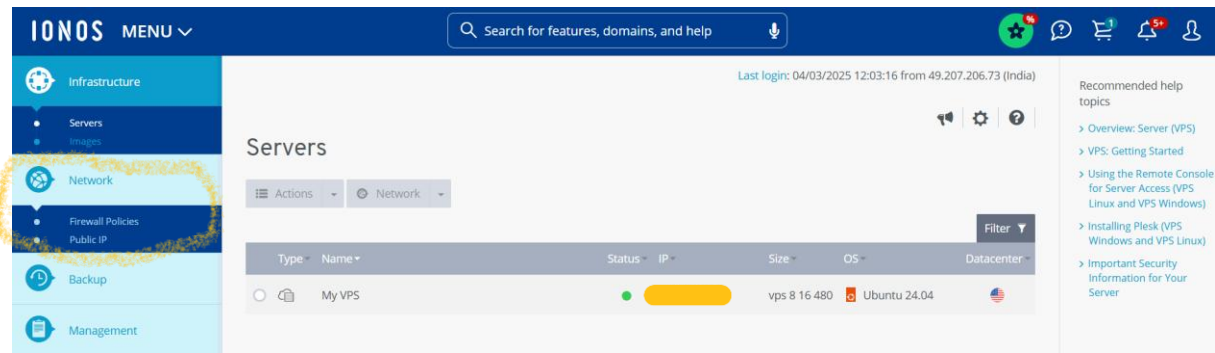 IONOS MENU
Search for features, domains, and help
% 1 5+
Infrastructure
Servers
Images
Network
Firewall Policies
Public IP
Backup
Management
Last login: 04/03/2025 12:03:16 from 49.207.206.73 (India)
Servers
Actions Network
Filter
Type Name Status IP Size OS Datacenter
My VPS vps 8 16 480 Ubuntu 24.04
Recommended help
topics
> Overview: Server (VPS)
> VPS: Getting Started
> Using the Remote Console
for Server Access (VPS
Linux and VPS Windows)
> Installing Plesk (VPS
Windows and VPS Linux)
> Important Security
Information for Your
Server